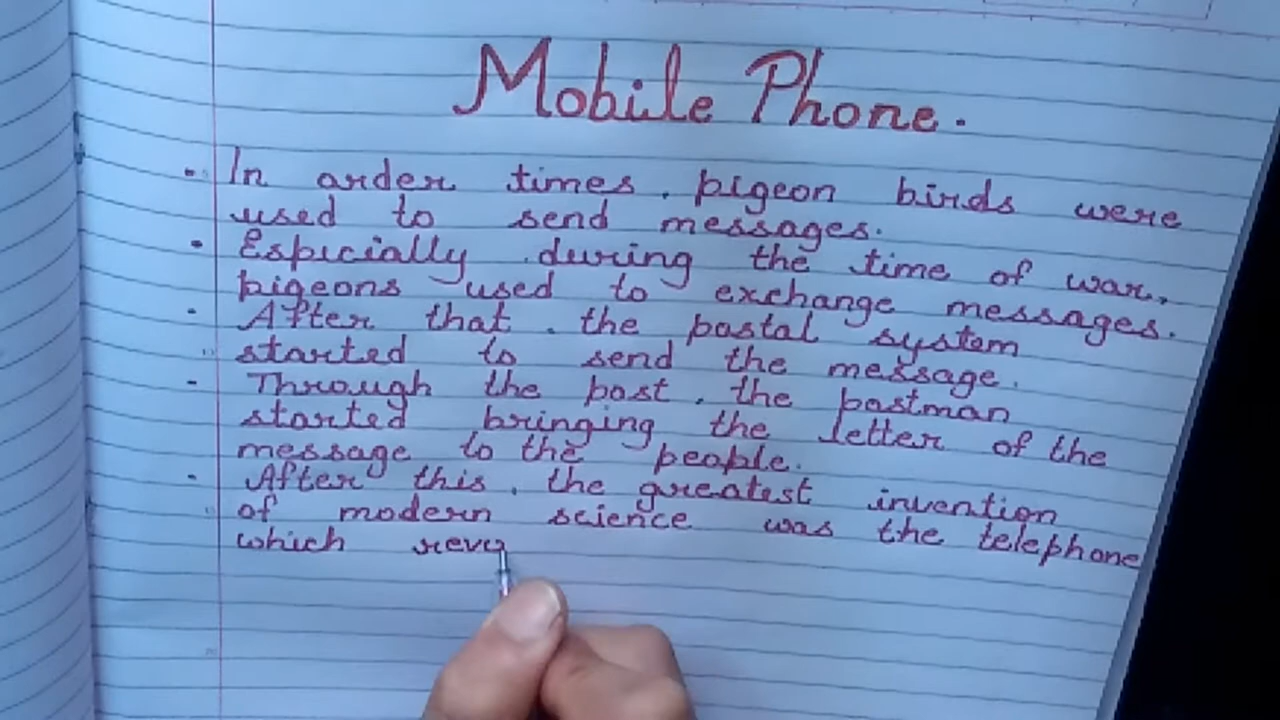 Mobile Phone.
• In order times, pigeon birds were
used to send messages.
• Especially during the time of war,
pigeons used to exchange messages.
• After that, the postal system
started to send the message.
• Through the post, the postman
started bringing the letter of the
message to the people.
• After this, the greatest invention
of modern science was the telephone
which revo